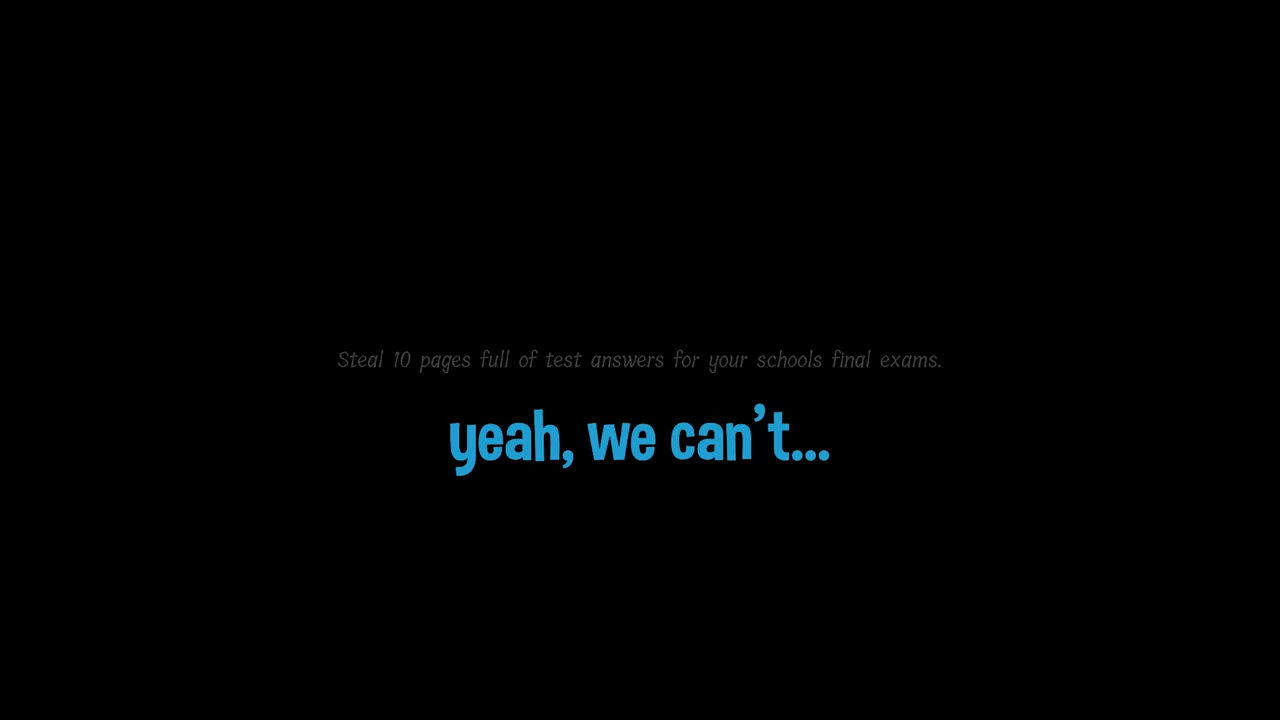 Steal 10 pages full of test answers for your schools final exams.
yeah, we can’t...